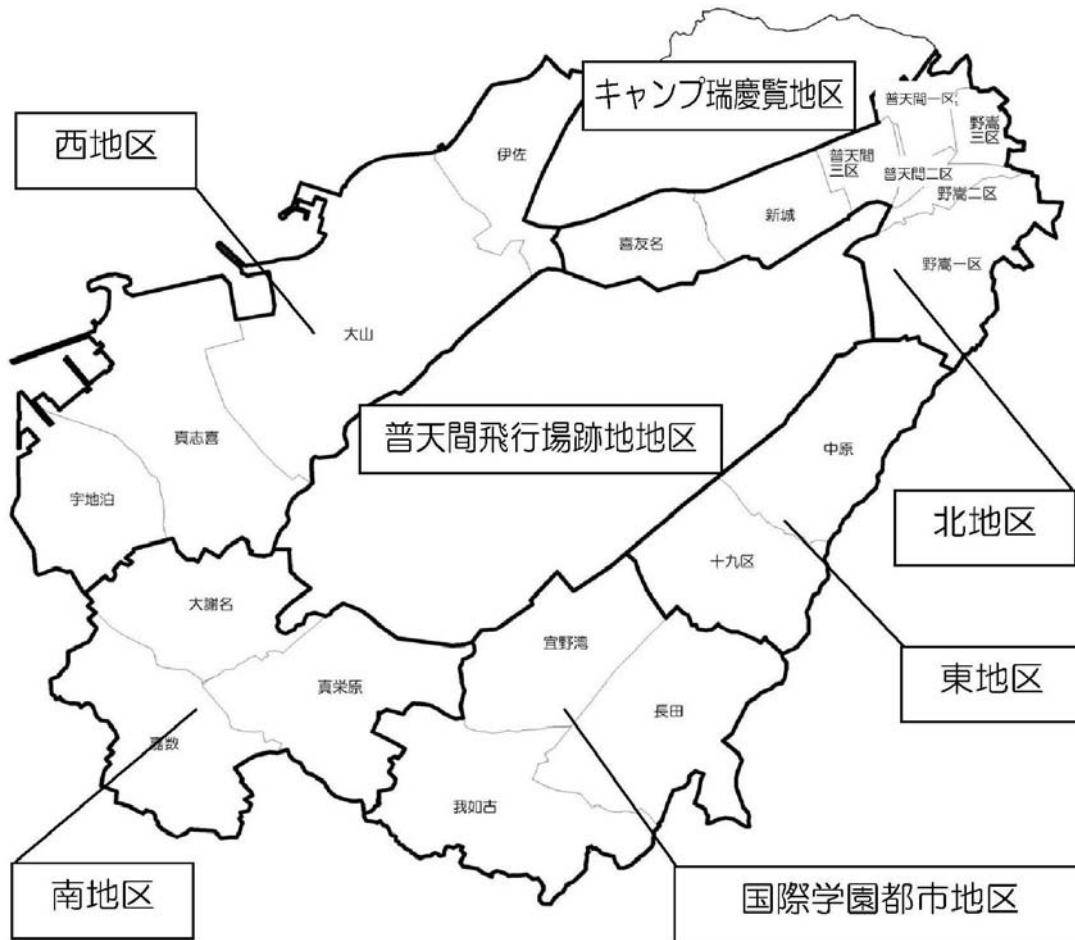 キャンプ瑞慶覧地区
普天間一区
野嵩
三区
西地区
伊佐
普天間
三区
普天間二区
野嵩二区
新城
喜友名
野嵩一区
大山
普天間飛行場跡地地区
真志喜
中原
宇地泊
北地区
十九区
大謝名
宜野湾
真栄原
東地区
長田
嘉数
我如古
南地区
国際学園都市地区